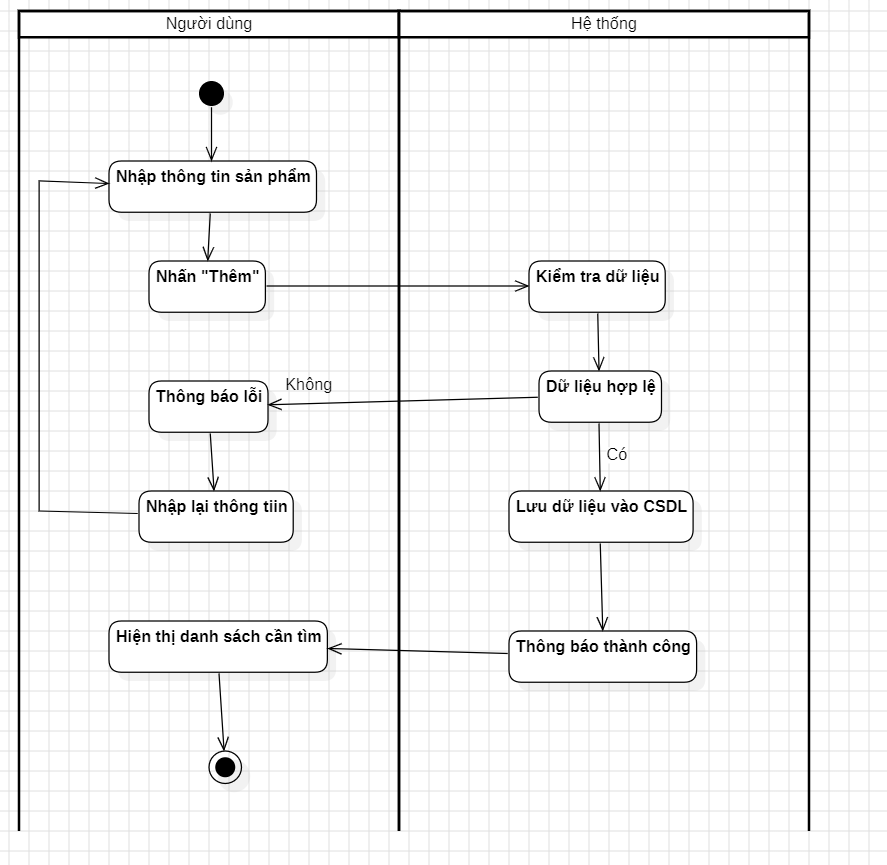 Người dùng
Hệ thống
Nhập thông tin sản phẩm
Nhấn "Thêm"
Kiểm tra dữ liệu
Dữ liệu hợp lệ
Không
Thông báo lỗi
Có
Nhập lại thông tiin
Lưu dữ liệu vào CSDL
Hiện thị danh sách cần tìm
Thông báo thành công